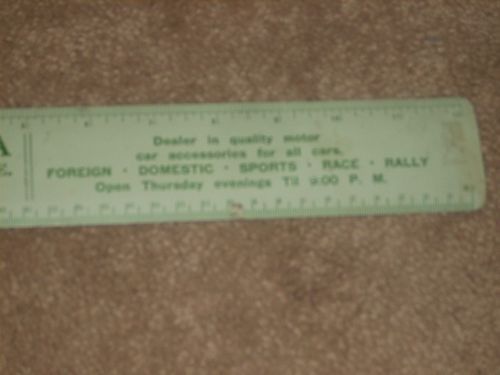 Dealer in quality motor
car accessories for all cars.
FOREIGN · DOMESTIC · SPORTS · RACE · RALLY
Open Thursday evenings Til 9:00 P. M.